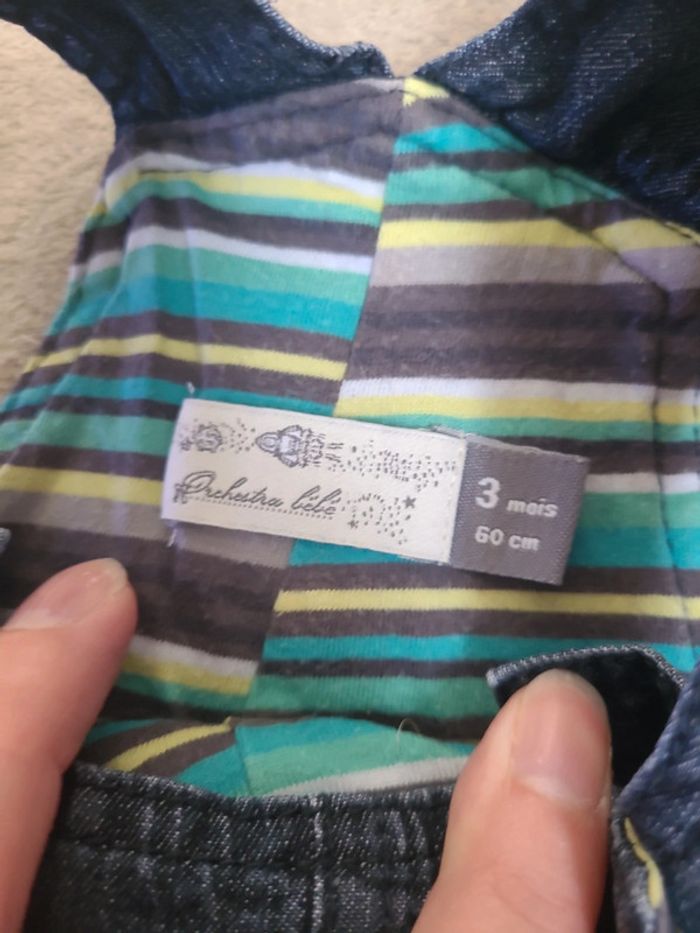 Orchestra bébé
3 mois
60 cm